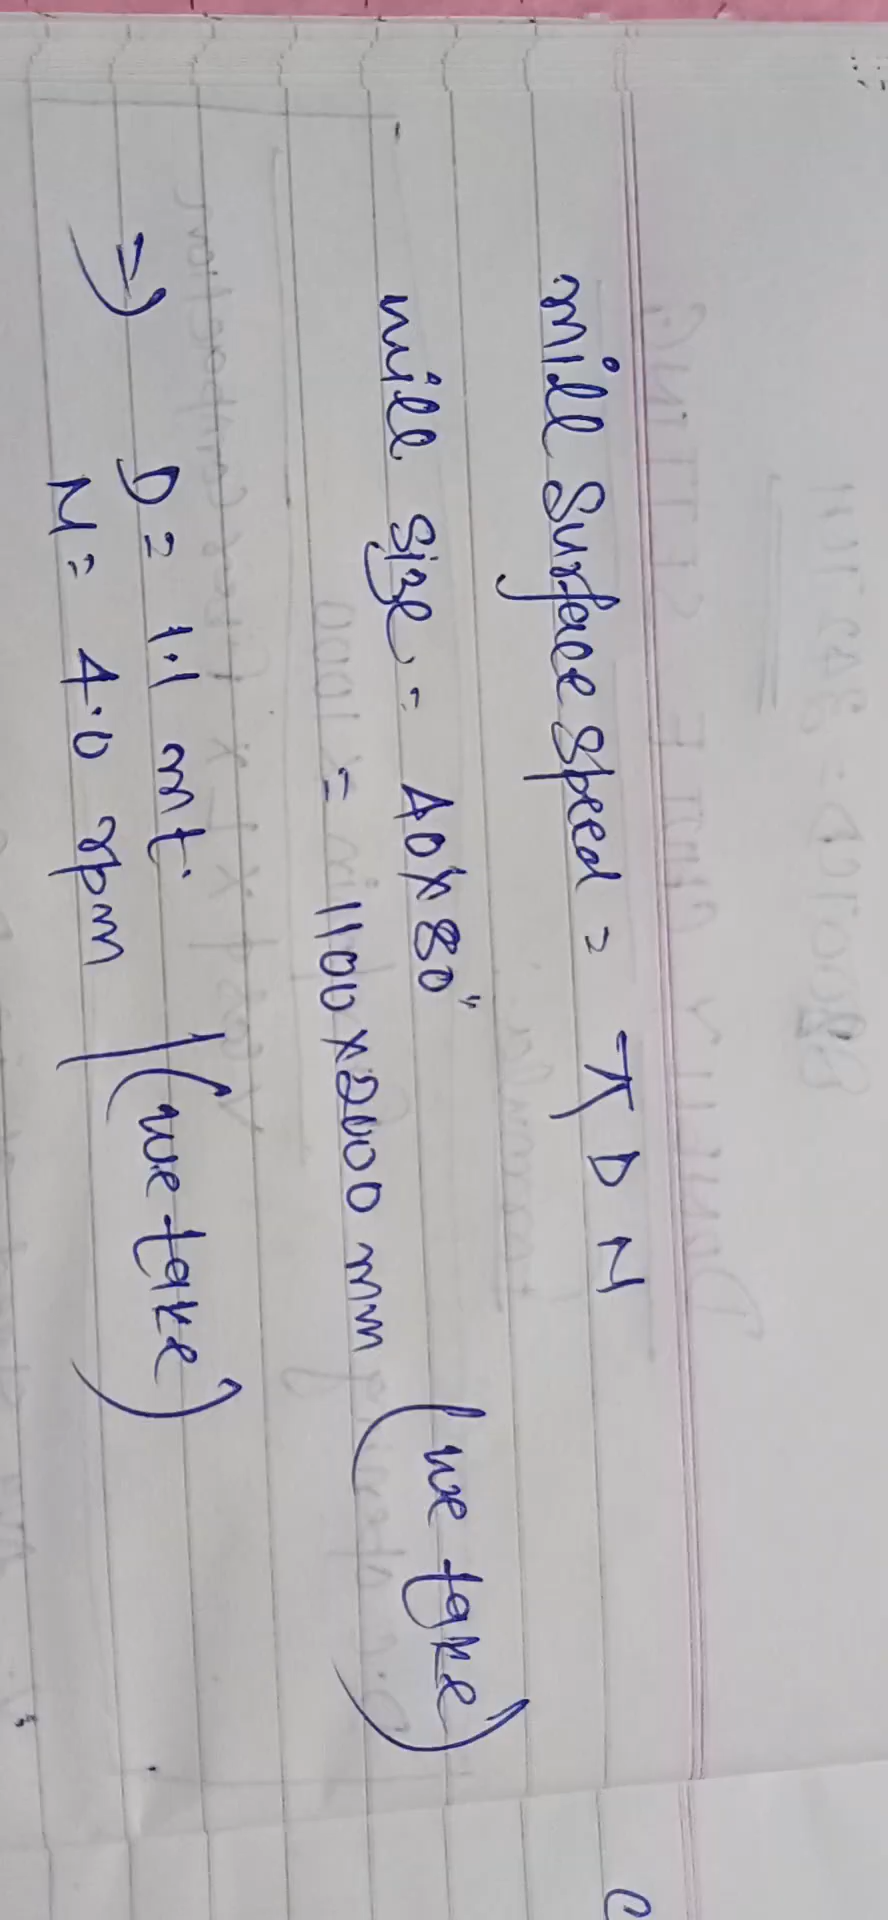 mill Surface Speed = π D N
mill size = 40 × 80" (we take)
= 1100 × 2000 mm
⇒ D = 1.1 mt. (we take)
N = 4.0 rpm